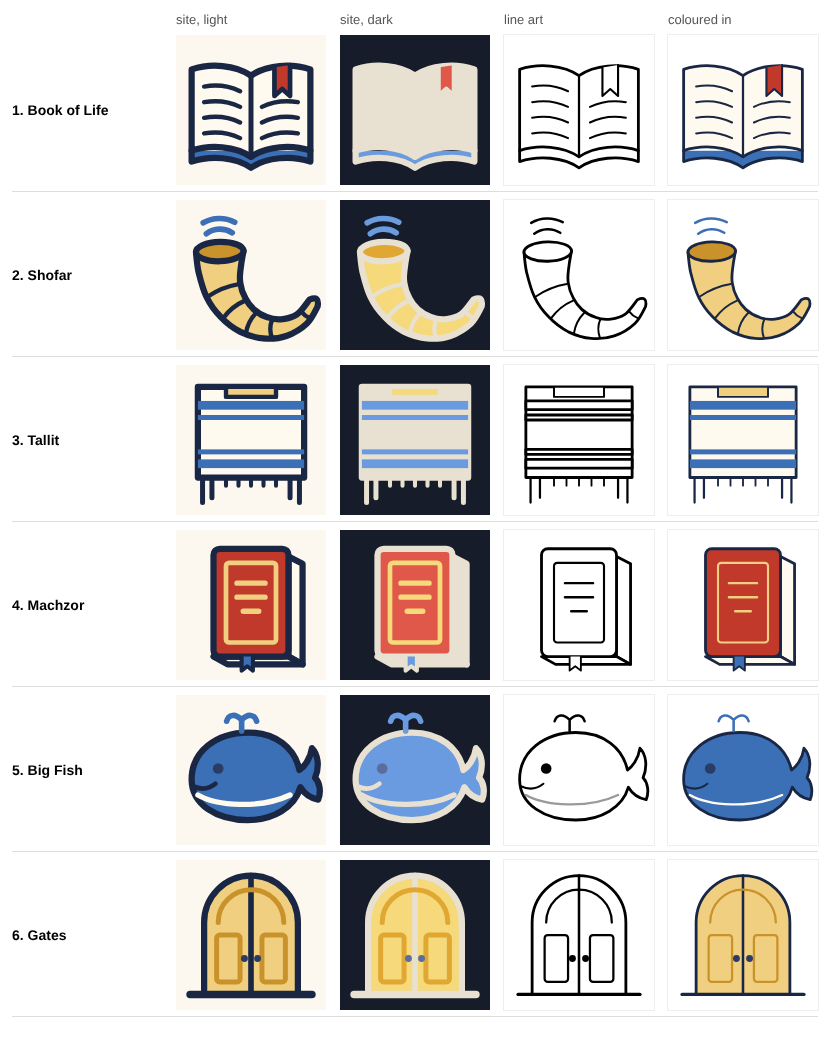 site, light site, dark line art coloured in
1. Book of Life
2. Shofar
3. Tallit
4. Machzor
5. Big Fish
6. Gates